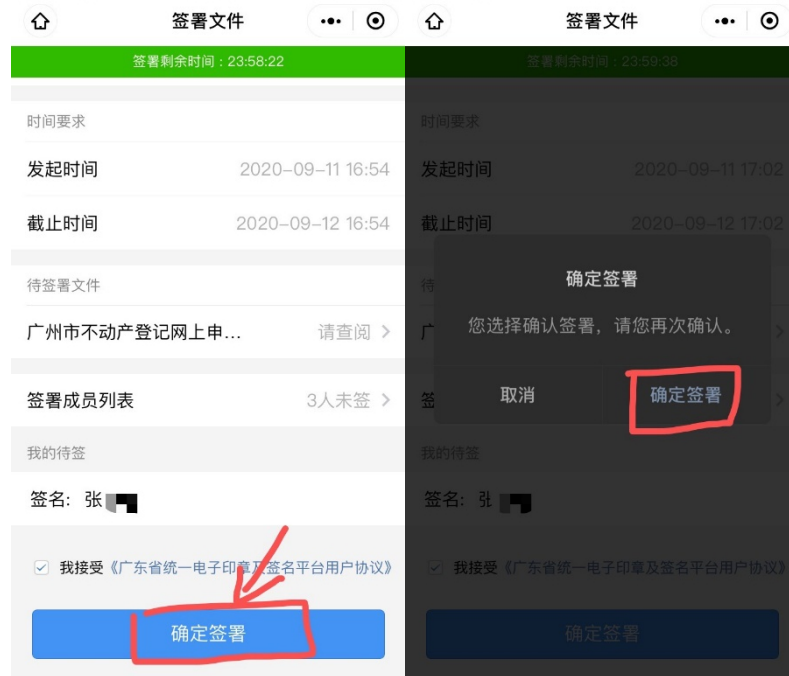 签署文件
签署剩余时间：23:58:22
时间要求
发起时间 2020-09-11 16:54
截止时间 2020-09-12 16:54
待签署文件
广州市不动产登记网上申... 请查阅
签署成员列表 3人未签
我的待签
签名: 张
我接受《广东省统一电子印章及签名平台用户协议》
确定签署
签署文件
签署剩余时间：23:59:38
时间要求
发起时间 2020-09-11 17:02
截止时间 2020-09-12 17:02
待
确定签署
您选择确认签署，请您再次确认。
广
取消 确定签署
签
我的待签
签名: 张
我接受《广东省统一电子印章及签名平台用户协议》
确定签署